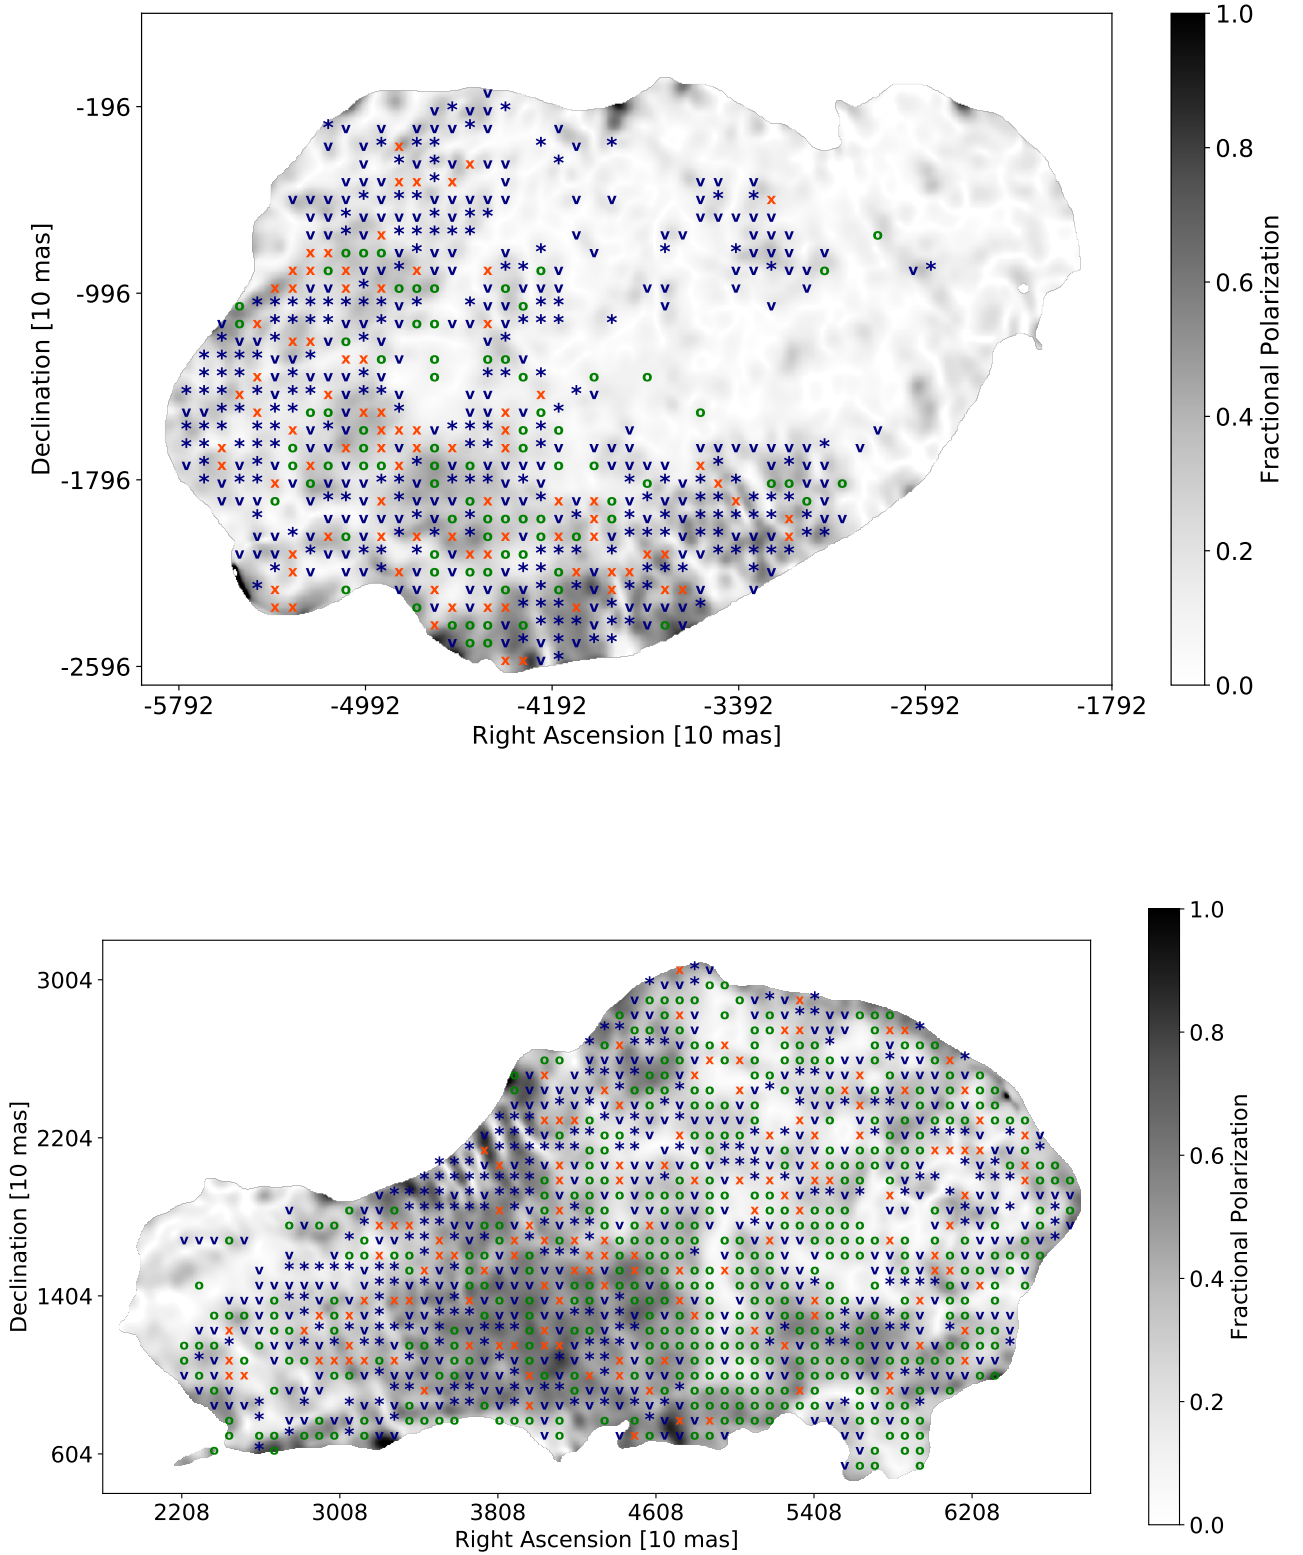 1.0
-196
0.8
0.6
-996
0.4
-1796
0.2
-2596
0.0
-5792 -4992 -4192 -3392 -2592 -1792
Right Ascension [10 mas]
Declination [10 mas]
Fractional Polarization
1.0
3004
0.8
2204
0.6
0.4
1404
0.2
604
0.0
2208 3008 3808 4608 5408 6208
Right Ascension [10 mas]
Declination [10 mas]
Fractional Polarization